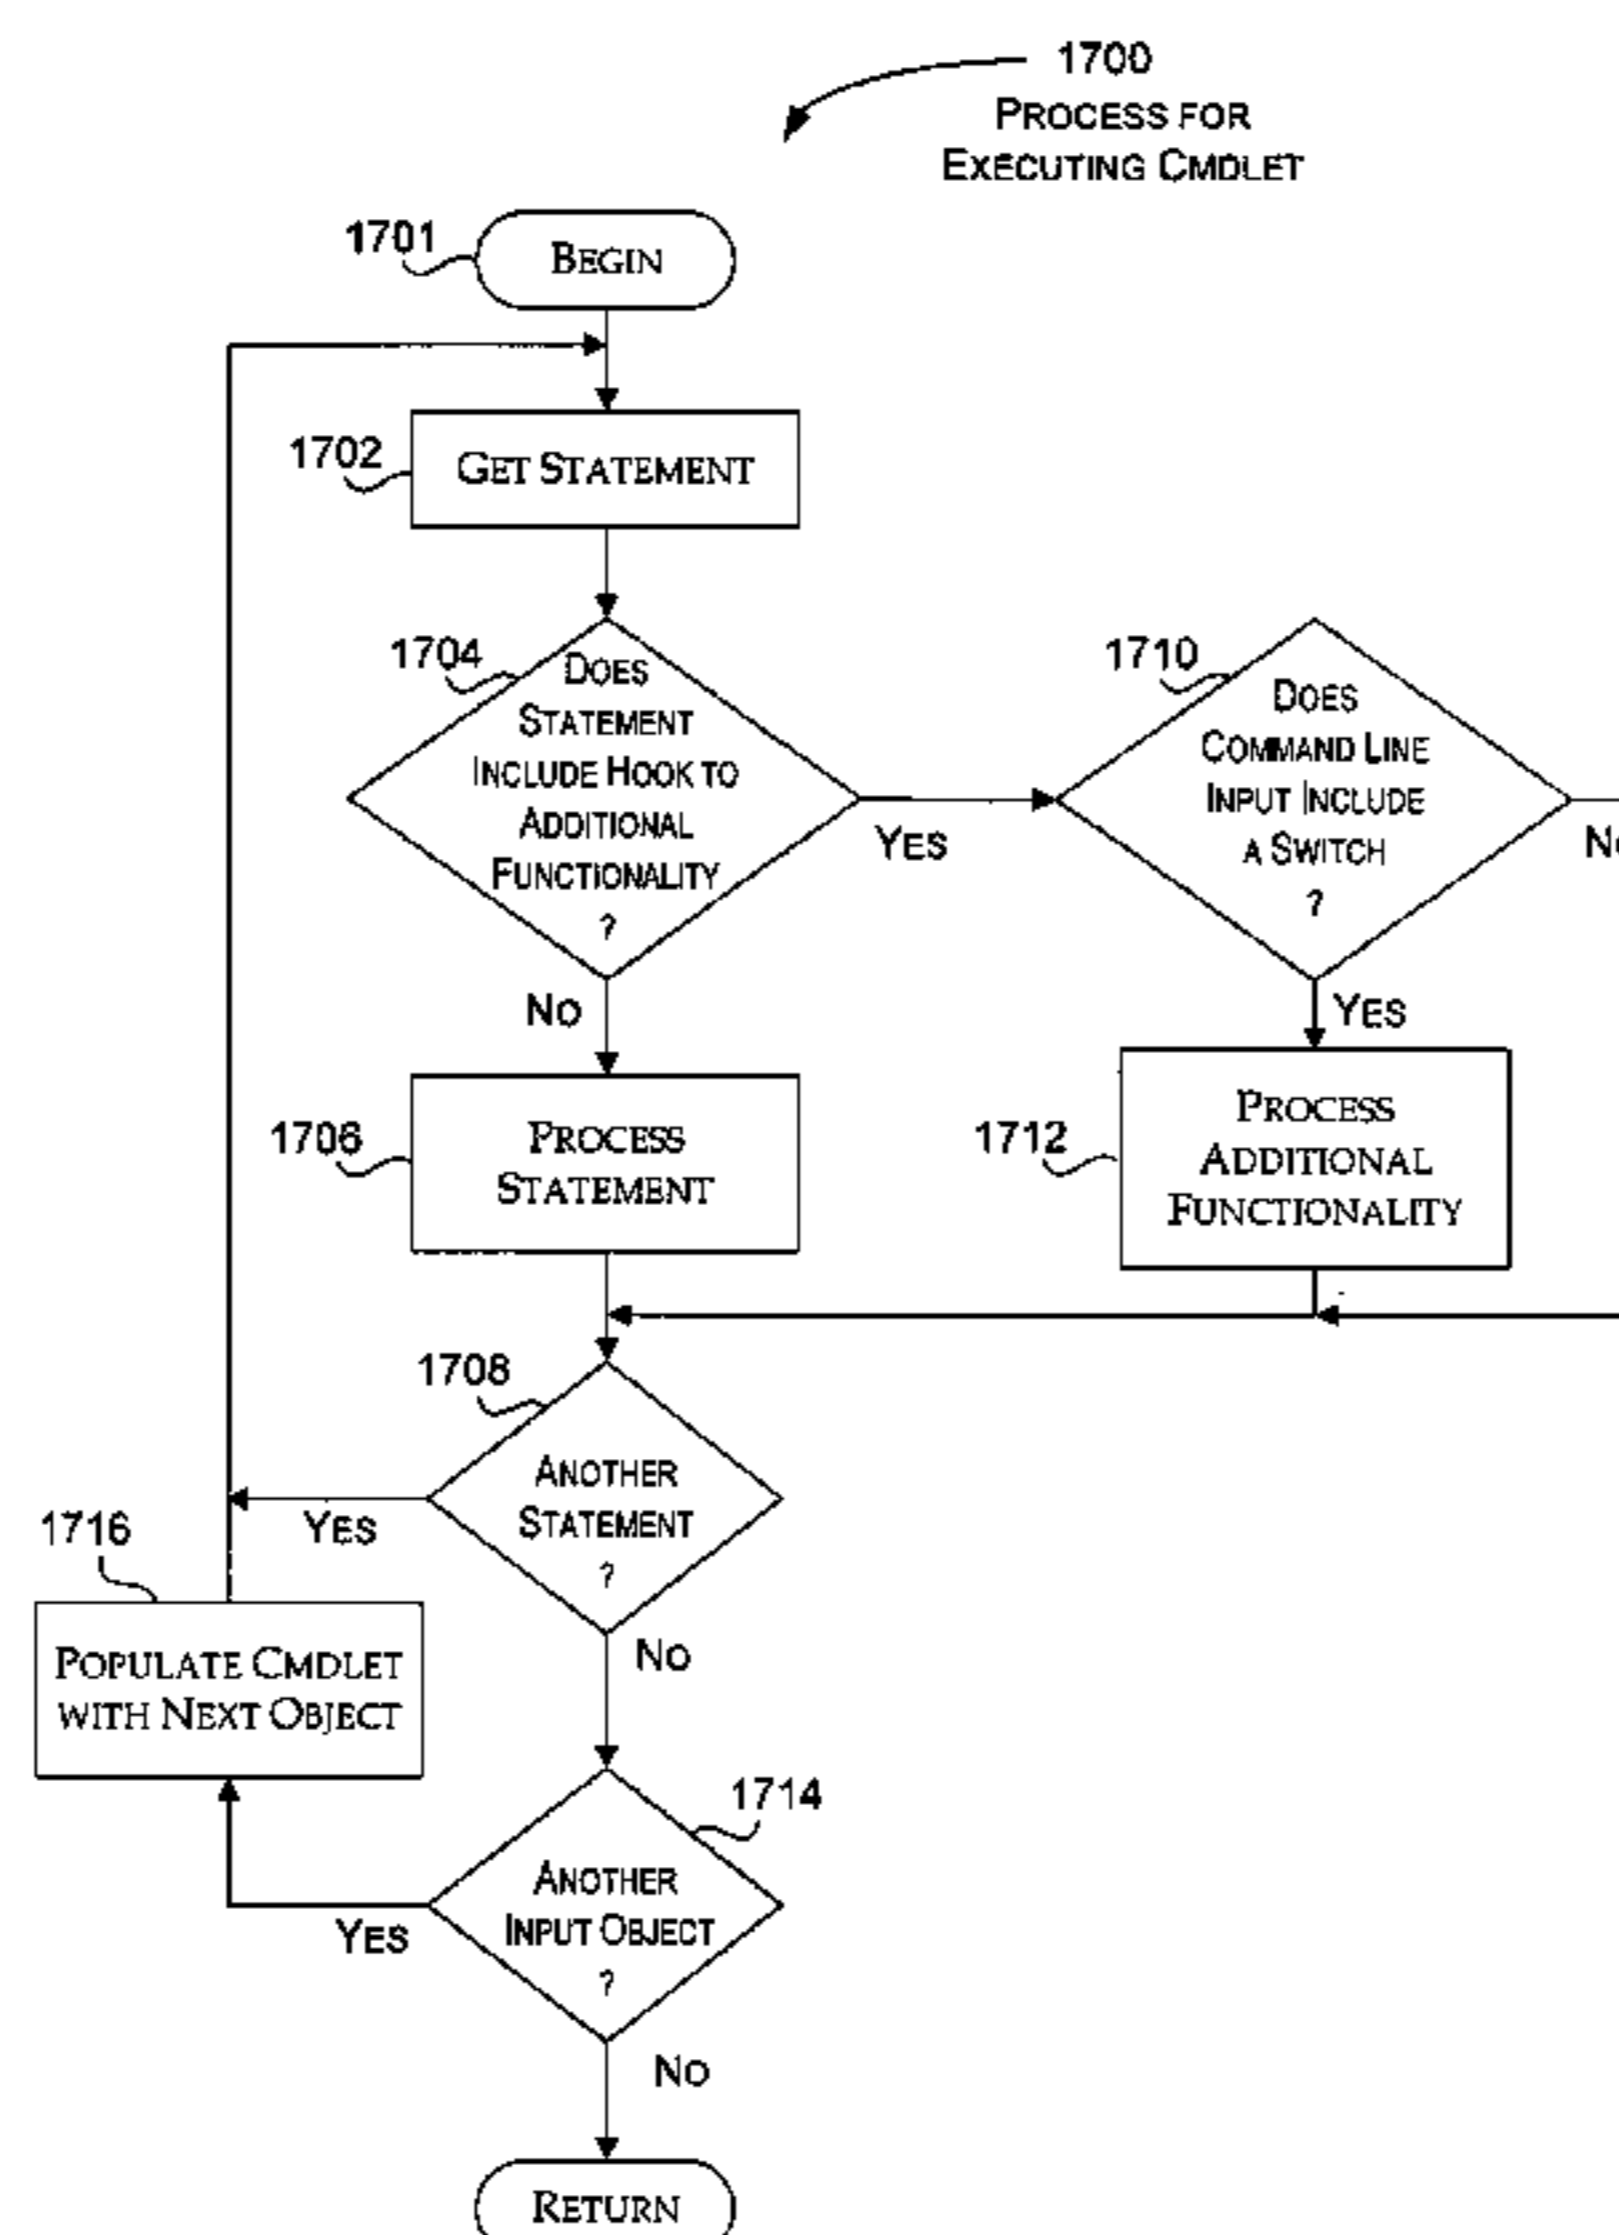 1700
PROCESS FOR
EXECUTING CMDLET
1701
BEGIN
1702
GET STATEMENT
1704
DOES
STATEMENT
INCLUDE HOOK TO
ADDITIONAL
FUNCTIONALITY
?
YES
NO
1710
DOES
COMMAND LINE
INPUT INCLUDE
A SWITCH
?
YES
1706
PROCESS
STATEMENT
1712
PROCESS
ADDITIONAL
FUNCTIONALITY
1708
ANOTHER
STATEMENT
?
YES
NO
1716
POPULATE CMDLET
WITH NEXT OBJECT
1714
ANOTHER
INPUT OBJECT
?
YES
NO
RETURN